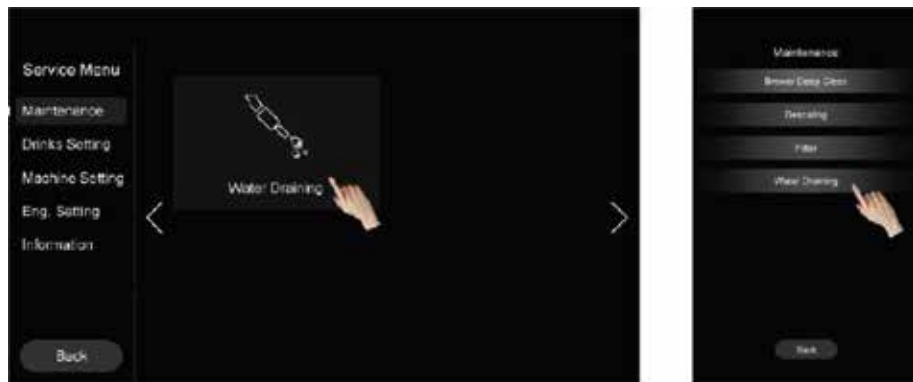 Service Menu
Maintenance
Drinks Setting
Machine Setting
Eng. Setting
Information
Back
Water Draining
Maintenance
Brewer Deep Clean
Descaling
Filter
Water Draining
Back